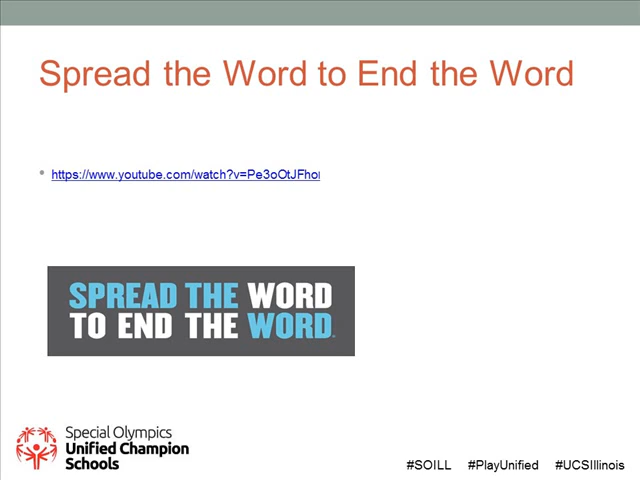 Spread the Word to End the Word
• https://www.youtube.com/watch?v=Pe3oOtJFho
SPREAD THE WORD
TO END THE WORD
Special Olympics
Unified Champion
Schools
#SOILL #PlayUnified #UCSIllinois